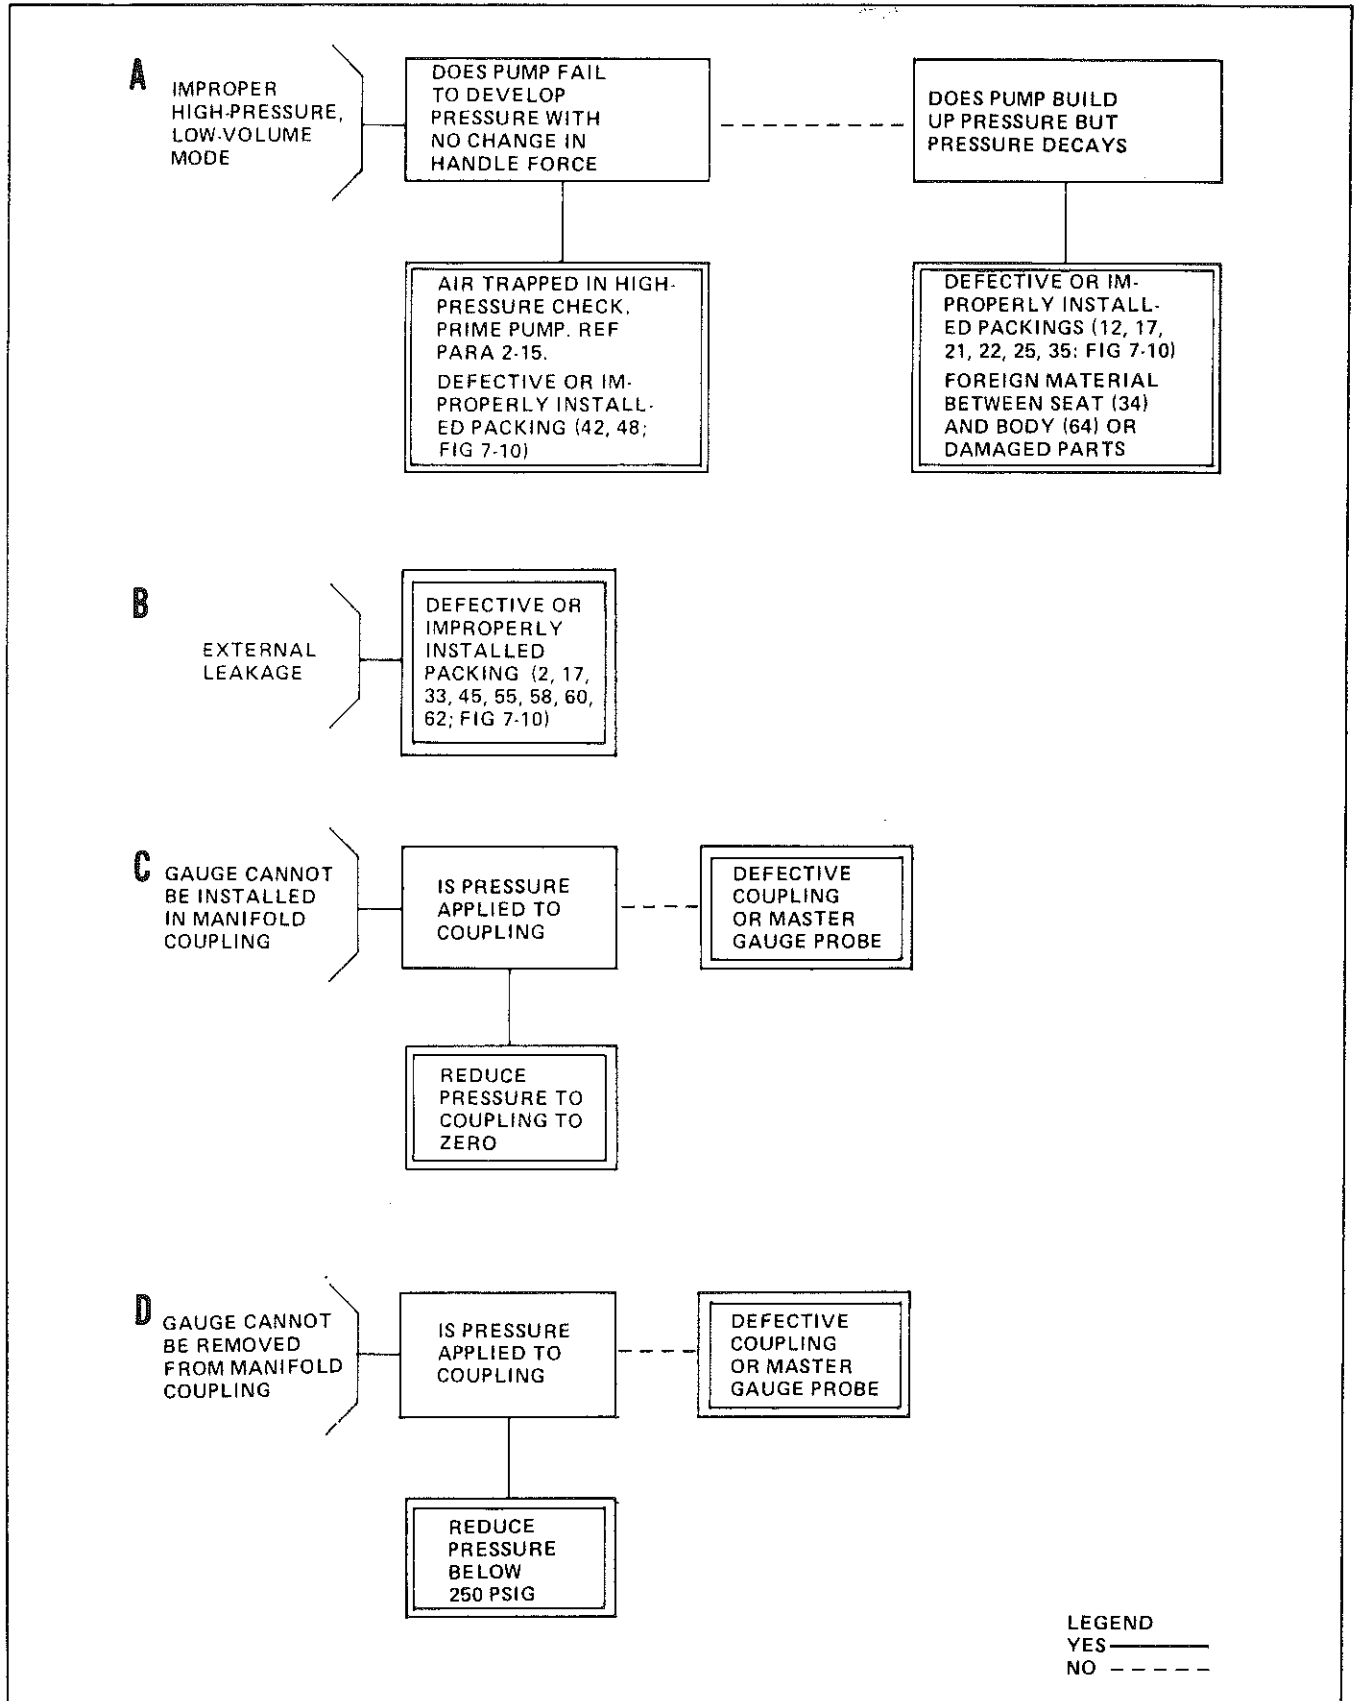 A
IMPROPER
HIGH-PRESSURE,
LOW-VOLUME
MODE
DOES PUMP FAIL
TO DEVELOP
PRESSURE WITH
NO CHANGE IN
HANDLE FORCE
DOES PUMP BUILD
UP PRESSURE BUT
PRESSURE DECAYS
AIR TRAPPED IN HIGH-
PRESSURE CHECK,
PRIME PUMP. REF
PARA 2-15.
DEFECTIVE OR IM-
PROPERLY INSTALL-
ED PACKING (42, 48;
FIG 7-10)
DEFECTIVE OR IM-
PROPERLY INSTALL-
ED PACKINGS (12, 17,
21, 22, 25, 35: FIG 7-10)
FOREIGN MATERIAL
BETWEEN SEAT (34)
AND BODY (64) OR
DAMAGED PARTS
B
EXTERNAL
LEAKAGE
DEFECTIVE OR
IMPROPERLY
INSTALLED
PACKING (2, 17,
33, 45, 55, 58, 60,
62; FIG 7-10)
C
GAUGE CANNOT
BE INSTALLED
IN MANIFOLD
COUPLING
IS PRESSURE
APPLIED TO
COUPLING
DEFECTIVE
COUPLING
OR MASTER
GAUGE PROBE
REDUCE
PRESSURE TO
COUPLING TO
ZERO
D
GAUGE CANNOT
BE REMOVED
FROM MANIFOLD
COUPLING
IS PRESSURE
APPLIED TO
COUPLING
DEFECTIVE
COUPLING
OR MASTER
GAUGE PROBE
REDUCE
PRESSURE
BELOW
250 PSIG
LEGEND
YES
NO